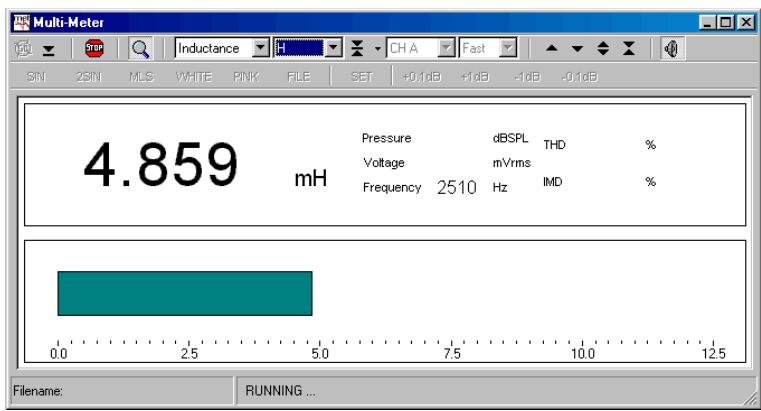 Multi-Meter
STOP Inductance H CH A Fast
SIN 2SIN MLS WHITE PINK FILE SET +0.1dB +1dB -1dB -0.1dB
4.859 mH
Pressure dBSPL THD %
Voltage mVrms
Frequency 2510 Hz IMD %
0.0 2.5 5.0 7.5 10.0 12.5
Filename: RUNNING ...